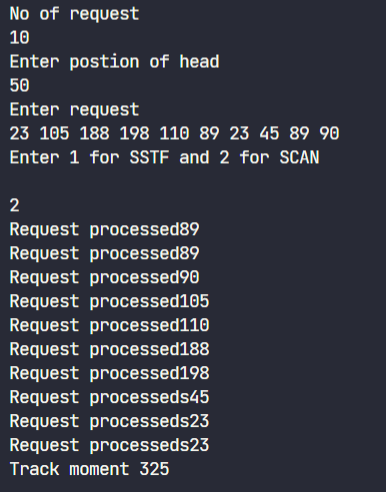 No of request
10
Enter postion of head
50
Enter request
23 105 188 198 110 89 23 45 89 90
Enter 1 for SSTF and 2 for SCAN
2
Request processed89
Request processed89
Request processed90
Request processed105
Request processed110
Request processed188
Request processed198
Request processeds45
Request processeds23
Request processeds23
Track moment 325